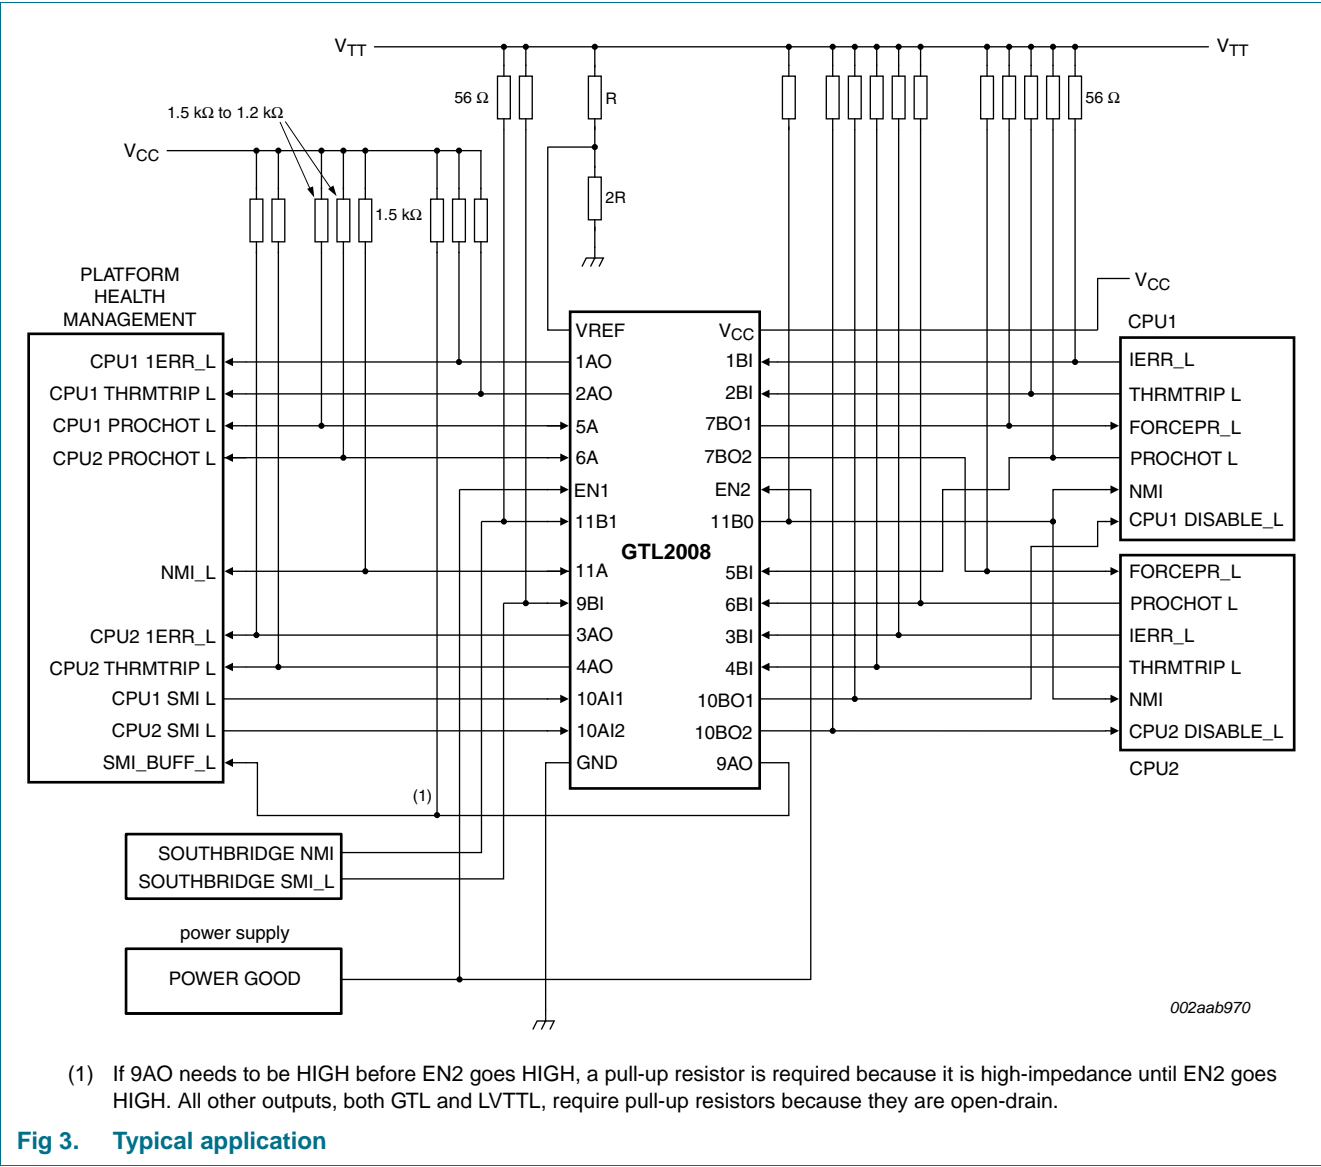 VTT
VTT
56 Ω
R
56 Ω
1.5 kΩ to 1.2 kΩ
VCC
2R
1.5 kΩ
PLATFORM
HEALTH
MANAGEMENT
CPU1 1ERR_L
CPU1 THRMTRIP L
CPU1 PROCHOT L
CPU2 PROCHOT L
NMI_L
CPU2 1ERR_L
CPU2 THRMTRIP L
CPU1 SMI L
CPU2 SMI L
SMI_BUFF_L
VREF
1AO
2AO
5A
6A
EN1
11B1
11A
9BI
3AO
4AO
10AI1
10AI2
GND
GTL2008
VCC
1BI
2BI
7BO1
7BO2
EN2
11B0
5BI
6BI
3BI
4BI
10BO1
10BO2
9AO
VCC
CPU1
IERR_L
THRMTRIP L
FORCEPR_L
PROCHOT L
NMI
CPU1 DISABLE_L
FORCEPR_L
PROCHOT L
IERR_L
THRMTRIP L
NMI
CPU2 DISABLE_L
CPU2
(1)
SOUTHBRIDGE NMI
SOUTHBRIDGE SMI_L
power supply
POWER GOOD
002aab970
(1) If 9AO needs to be HIGH before EN2 goes HIGH, a pull-up resistor is required because it is high-impedance until EN2 goes
HIGH. All other outputs, both GTL and LVTTL, require pull-up resistors because they are open-drain.
Fig 3. Typical application